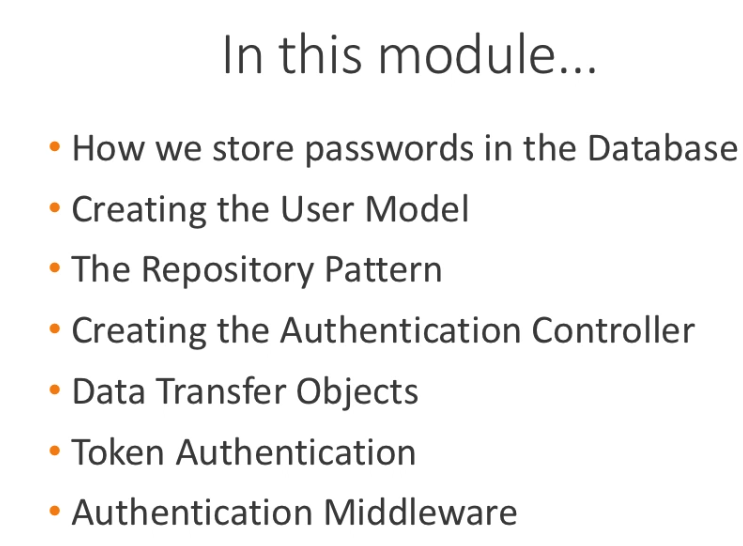 In this module...
• How we store passwords in the Database
• Creating the User Model
• The Repository Pattern
• Creating the Authentication Controller
• Data Transfer Objects
• Token Authentication
• Authentication Middleware